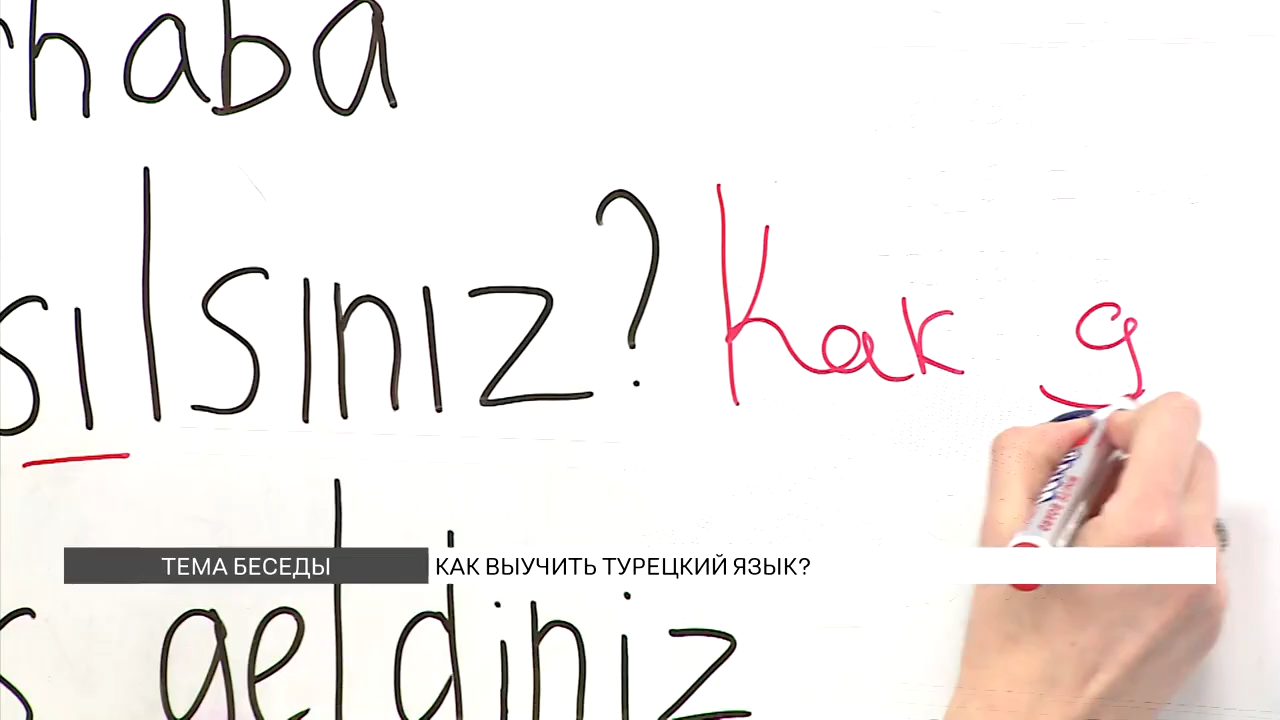 rhaba
sılsınız? Как д
ТЕМА БЕСЕДЫ КАК ВЫУЧИТЬ ТУРЕЦКИЙ ЯЗЫК?
s geldiniz